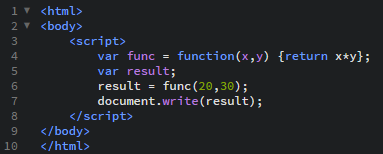 1 ▼ <html>
2 ▼ <body>
3     <script>
4         var func = function(x,y) {return x*y};
5         var result;
6         result = func(20,30);
7         document.write(result);
8     </script>
9 </body>
10 </html>